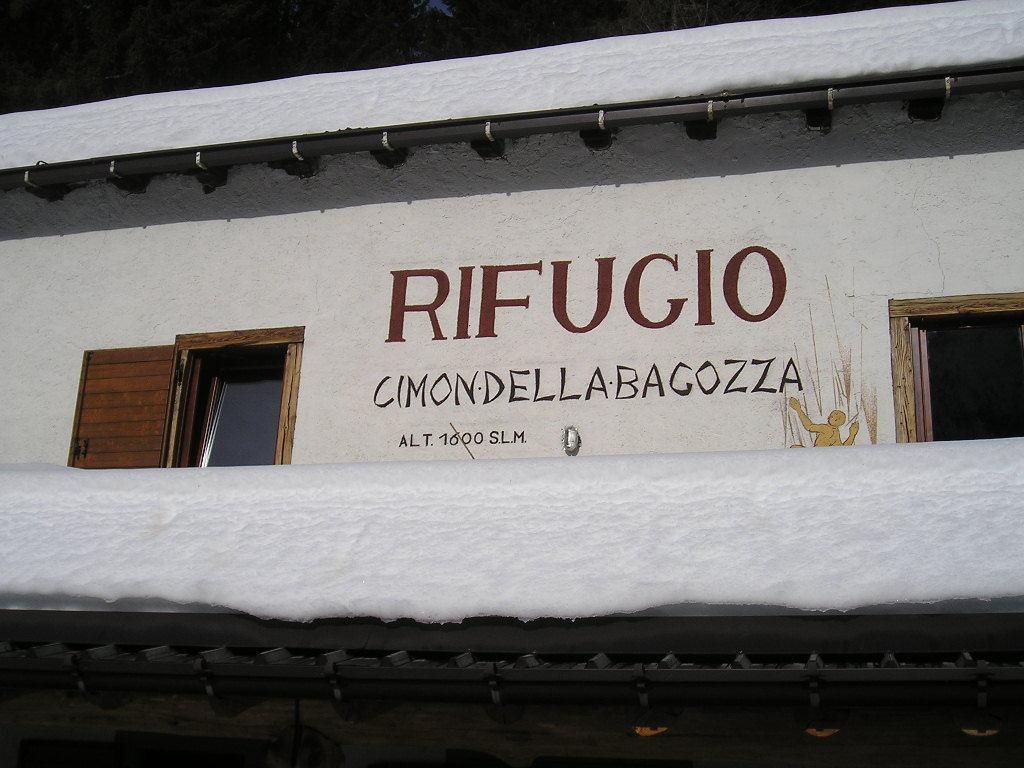 RIFUGIO
CIMON·DELLA·BAGOZZA
ALT. 1600 S.L.M.